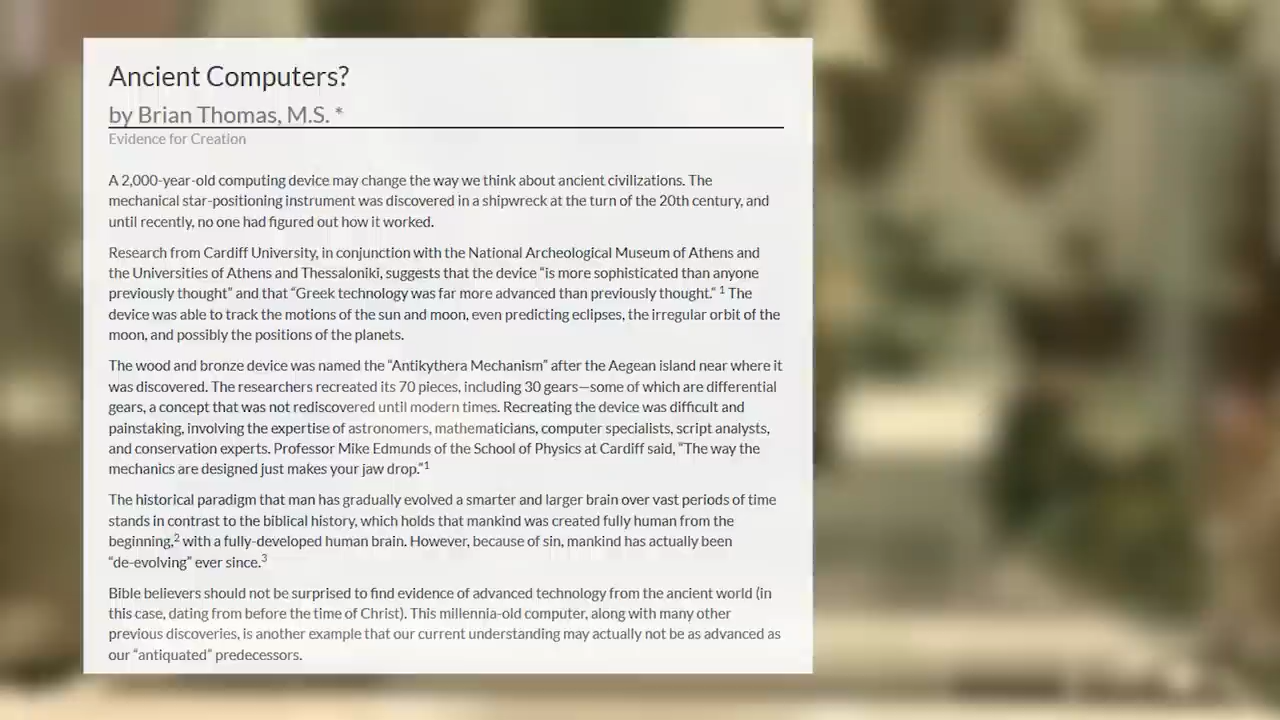 Ancient Computers?
by Brian Thomas, M.S. *
Evidence for Creation
A 2,000-year-old computing device may change the way we think about ancient civilizations. The
mechanical star-positioning instrument was discovered in a shipwreck at the turn of the 20th century, and
until recently, no one had figured out how it worked.
Research from Cardiff University, in conjunction with the National Archeological Museum of Athens and
the Universities of Athens and Thessaloniki, suggests that the device “is more sophisticated than anyone
previously thought” and that “Greek technology was far more advanced than previously thought.” 1 The
device was able to track the motions of the sun and moon, even predicting eclipses, the irregular orbit of the
moon, and possibly the positions of the planets.
The wood and bronze device was named the “Antikythera Mechanism” after the Aegean island near where it
was discovered. The researchers recreated its 70 pieces, including 30 gears—some of which are differential
gears, a concept that was not rediscovered until modern times. Recreating the device was difficult and
painstaking, involving the expertise of astronomers, mathematicians, computer specialists, script analysts,
and conservation experts. Professor Mike Edmunds of the School of Physics at Cardiff said, “The way the
mechanics are designed just makes your jaw drop.”1
The historical paradigm that man has gradually evolved a smarter and larger brain over vast periods of time
stands in contrast to the biblical history, which holds that mankind was created fully human from the
beginning,2 with a fully-developed human brain. However, because of sin, mankind has actually been
“de-evolving” ever since.3
Bible believers should not be surprised to find evidence of advanced technology from the ancient world (in
this case, dating from before the time of Christ). This millennia-old computer, along with many other
previous discoveries, is another example that our current understanding may actually not be as advanced as
our “antiquated” predecessors.